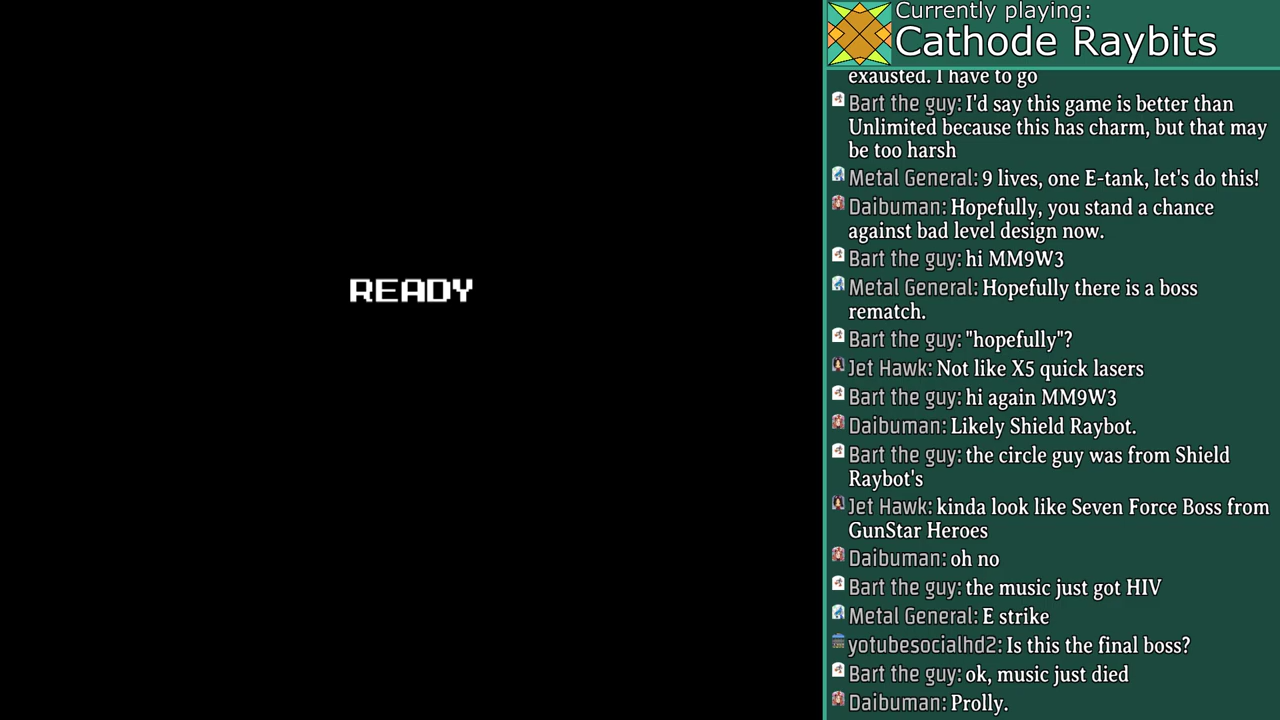 READY
Currently playing:
Cathode Raybits
exausted. I have to go
Bart the guy: I'd say this game is better than
Unlimited because this has charm, but that may
be too harsh
Metal General: 9 lives, one E-tank, let's do this!
Daibuman: Hopefully, you stand a chance
against bad level design now.
Bart the guy: hi MM9W3
Metal General: Hopefully there is a boss
rematch.
Bart the guy: "hopefully"?
Jet Hawk: Not like X5 quick lasers
Bart the guy: hi again MM9W3
Daibuman: Likely Shield Raybot.
Bart the guy: the circle guy was from Shield
Raybot's
Jet Hawk: kinda look like Seven Force Boss from
GunStar Heroes
Daibuman: oh no
Bart the guy: the music just got HIV
Metal General: E strike
yotubesocialhd2: Is this the final boss?
Bart the guy: ok, music just died
Daibuman: Prolly.